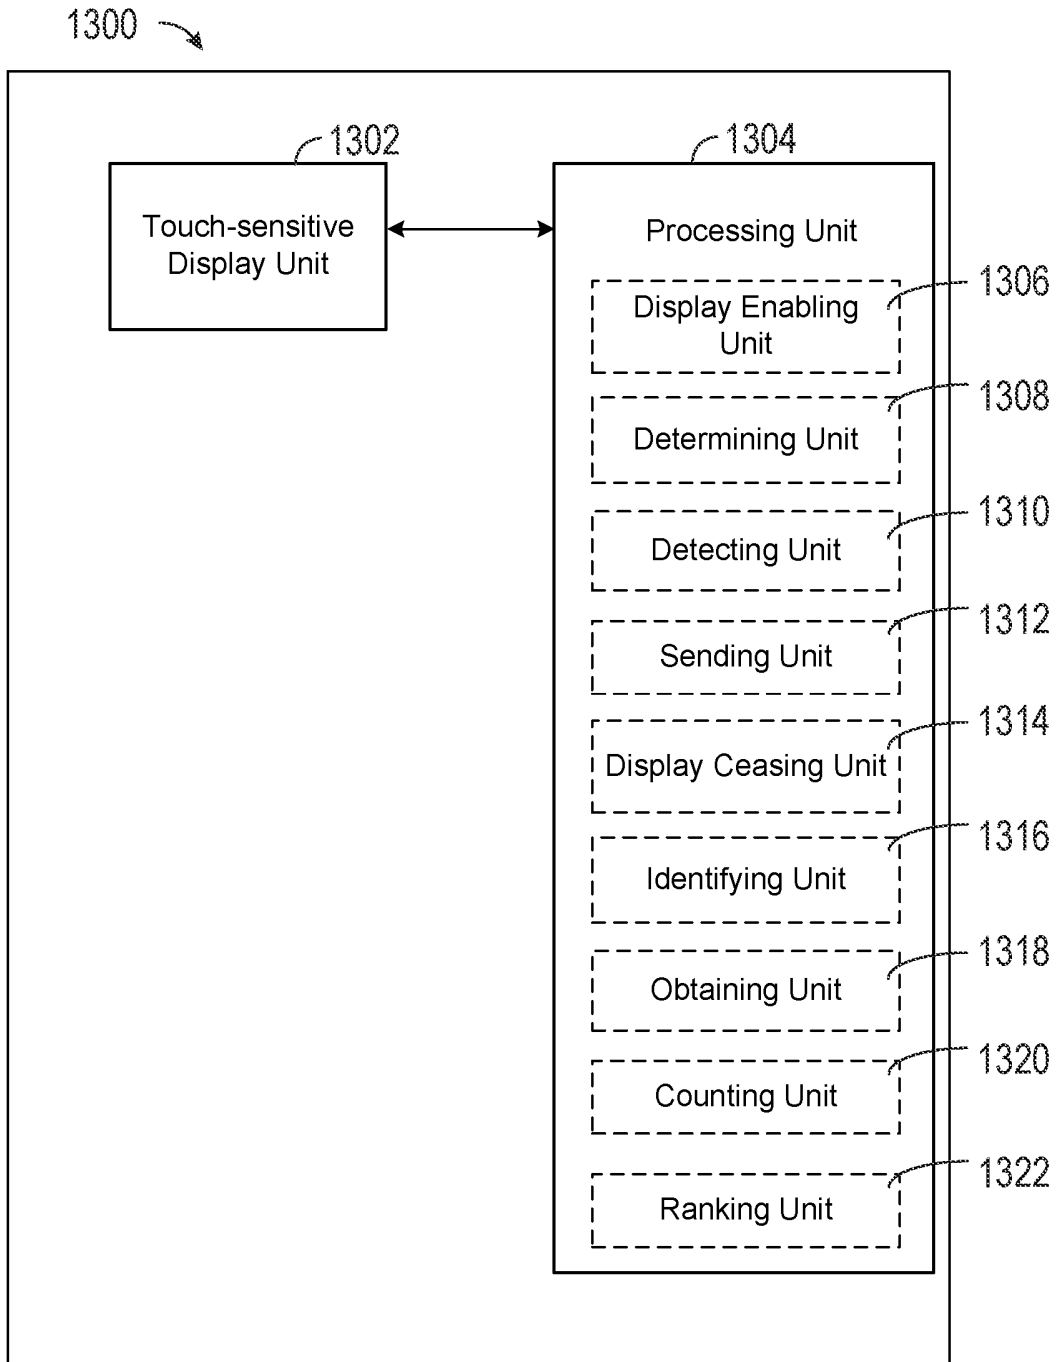 1300
1302
1304
Touch-sensitive
Display Unit
Processing Unit
1306
Display Enabling
Unit
1308
Determining Unit
1310
Detecting Unit
1312
Sending Unit
1314
Display Ceasing Unit
1316
Identifying Unit
1318
Obtaining Unit
1320
Counting Unit
1322
Ranking Unit